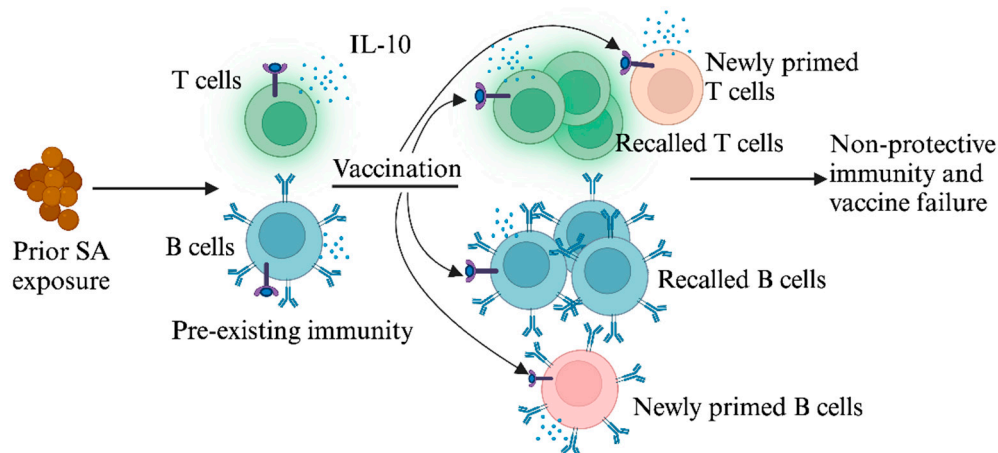 Prior SA
exposure
T cells
IL-10
B cells
Pre-existing immunity
Vaccination
Newly primed
T cells
Recalled T cells
Recalled B cells
Newly primed B cells
Non-protective
immunity and
vaccine failure